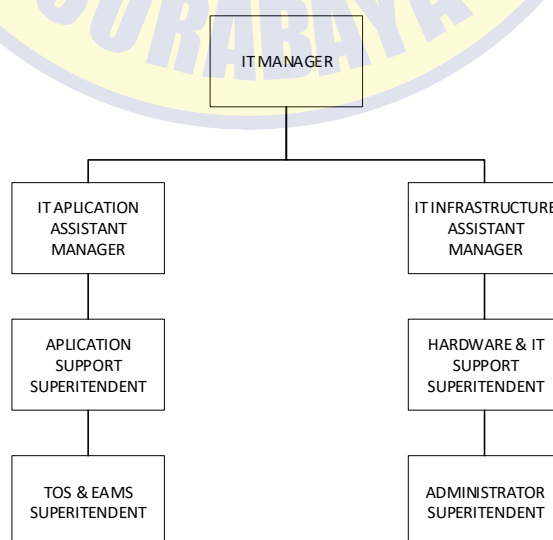 SURABAYA
IT MANAGER
IT APLICATION
ASSISTANT
MANAGER
IT INFRASTRUCTURE
ASSISTANT
MANAGER
APLICATION
SUPPORT
SUPERITENDENT
HARDWARE & IT
SUPPORT
SUPERITENDENT
TOS & EAMS
SUPERITENDENT
ADMINISTRATOR
SUPERITENDENT